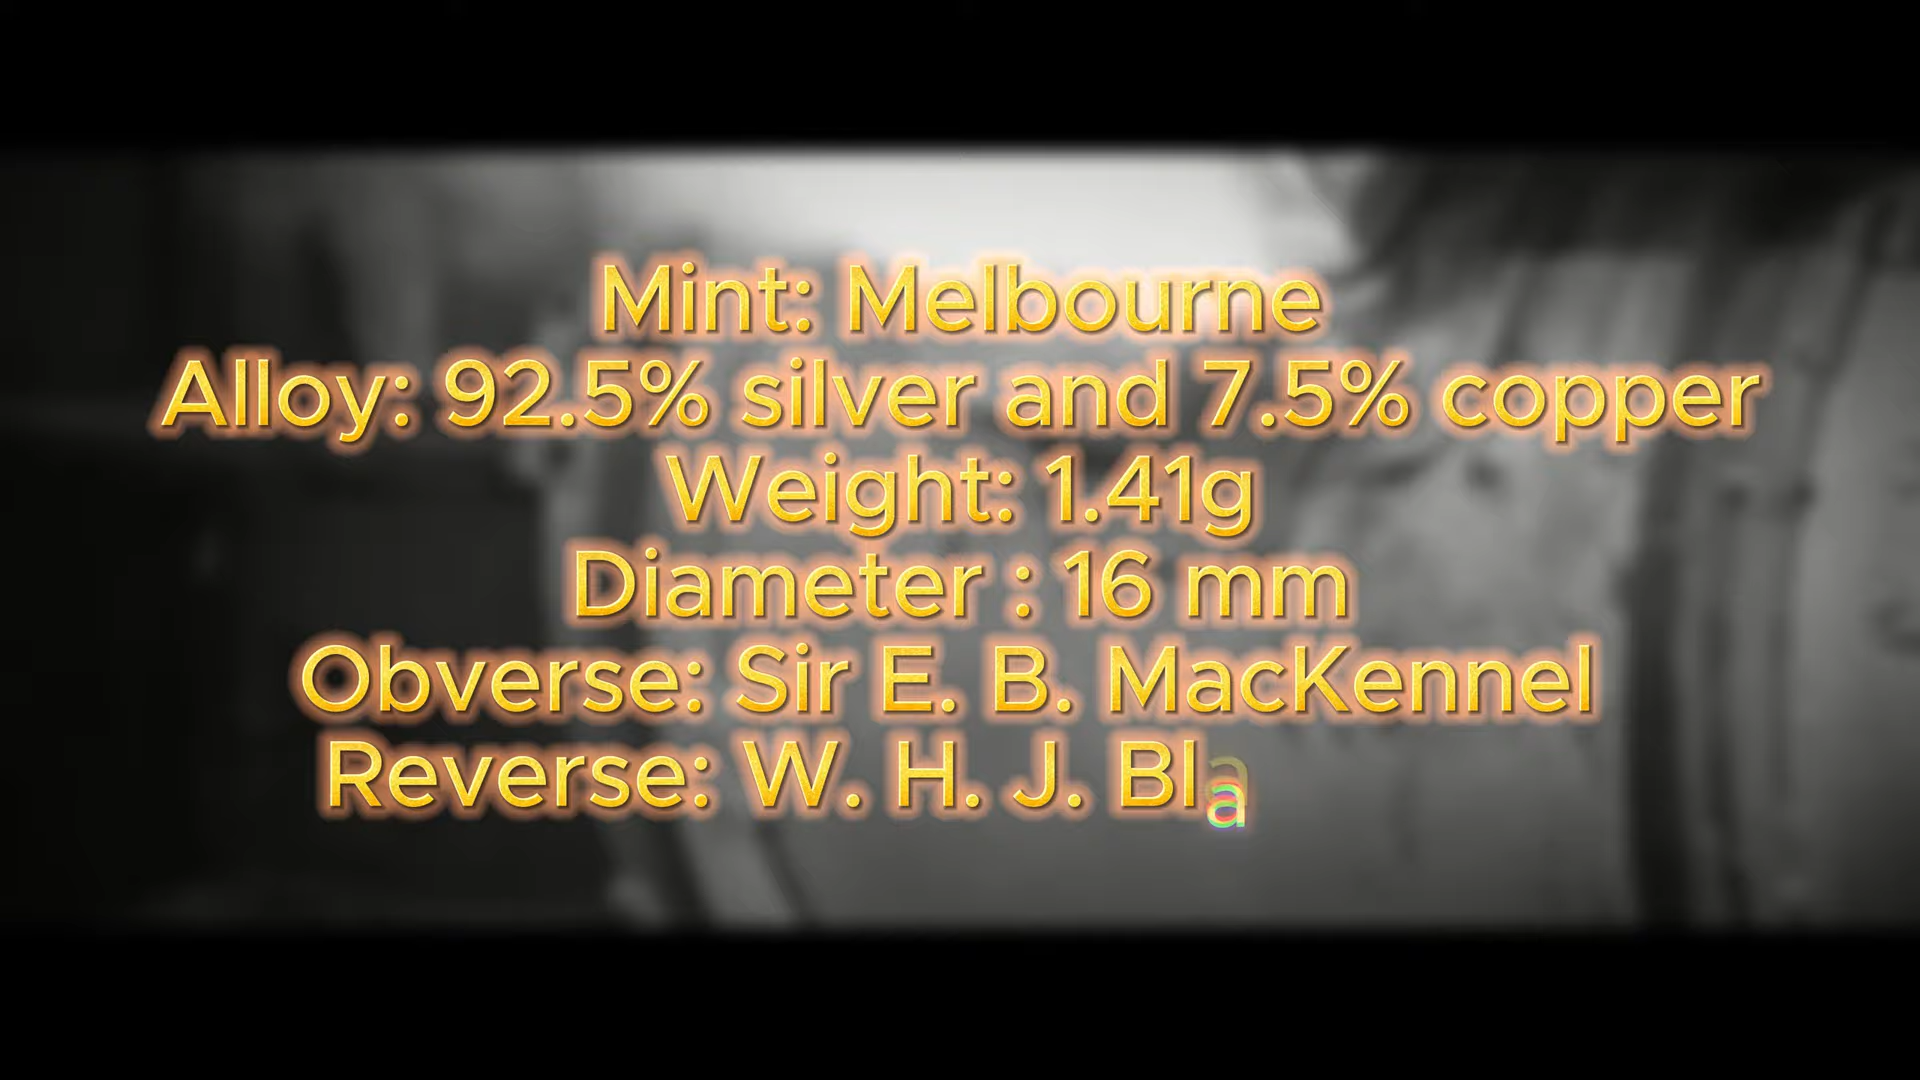 Mint: Melbourne
Alloy: 92.5% silver and 7.5% copper
Weight: 1.41g
Diameter : 16 mm
Obverse: Sir E. B. MacKennel
Reverse: W. H. J. Bla